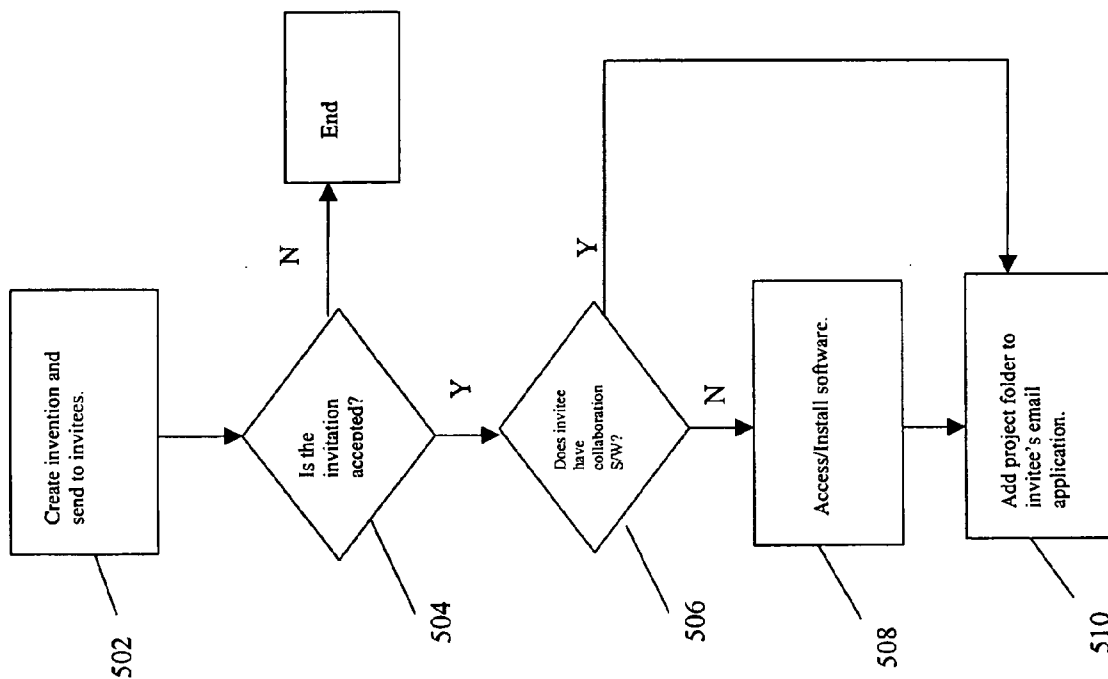 Create invention and
send to invitees.
502
Is the
invitation
accepted?
504
N
End
Y
Does invitee
have
collaboration
S/W?
506
Y
N
Access/Install software.
508
Add project folder to
invitee's email
application.
510